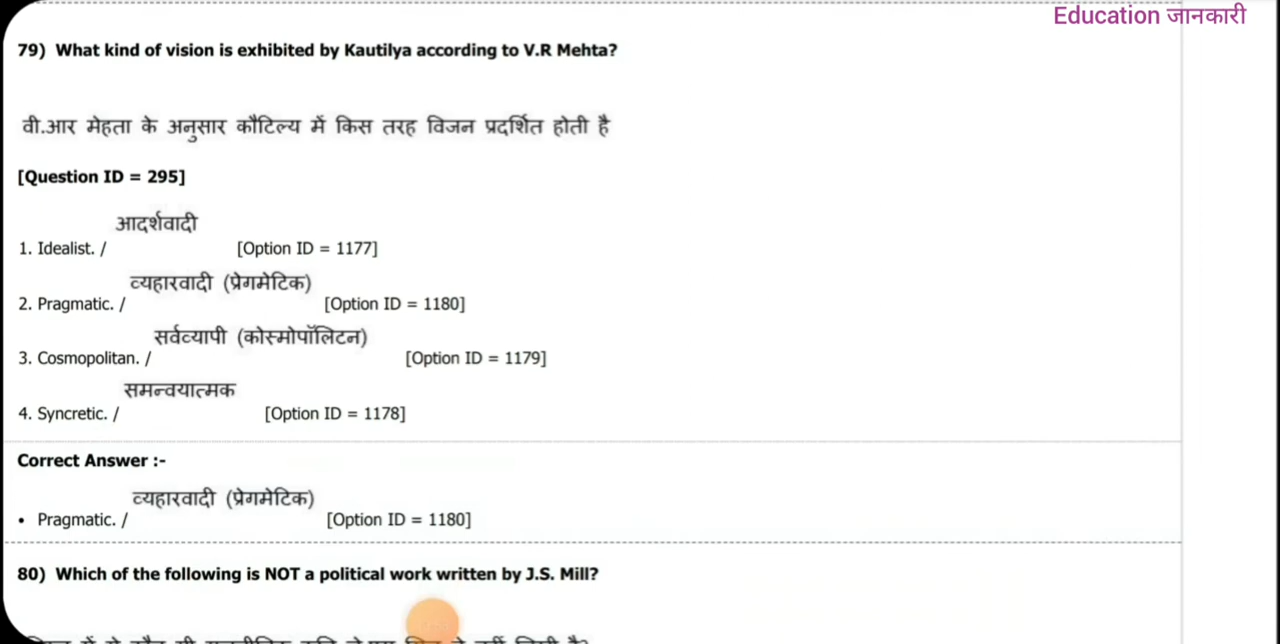 Education जानकारी
79) What kind of vision is exhibited by Kautilya according to V.R Mehta?
वी.आर मेहता के अनुसार कौटिल्य में किस तरह विजन प्रदर्शित होती है
[Question ID = 295]
आदर्शवादी
1. Idealist. / [Option ID = 1177]
व्यहारवादी (प्रेगमेटिक)
2. Pragmatic. / [Option ID = 1180]
सर्वव्यापी (कोस्मोपॉलिटन)
3. Cosmopolitan. / [Option ID = 1179]
समन्वयात्मक
4. Syncretic. / [Option ID = 1178]
Correct Answer :-
व्यहारवादी (प्रेगमेटिक)
• Pragmatic. / [Option ID = 1180]
80) Which of the following is NOT a political work written by J.S. Mill?